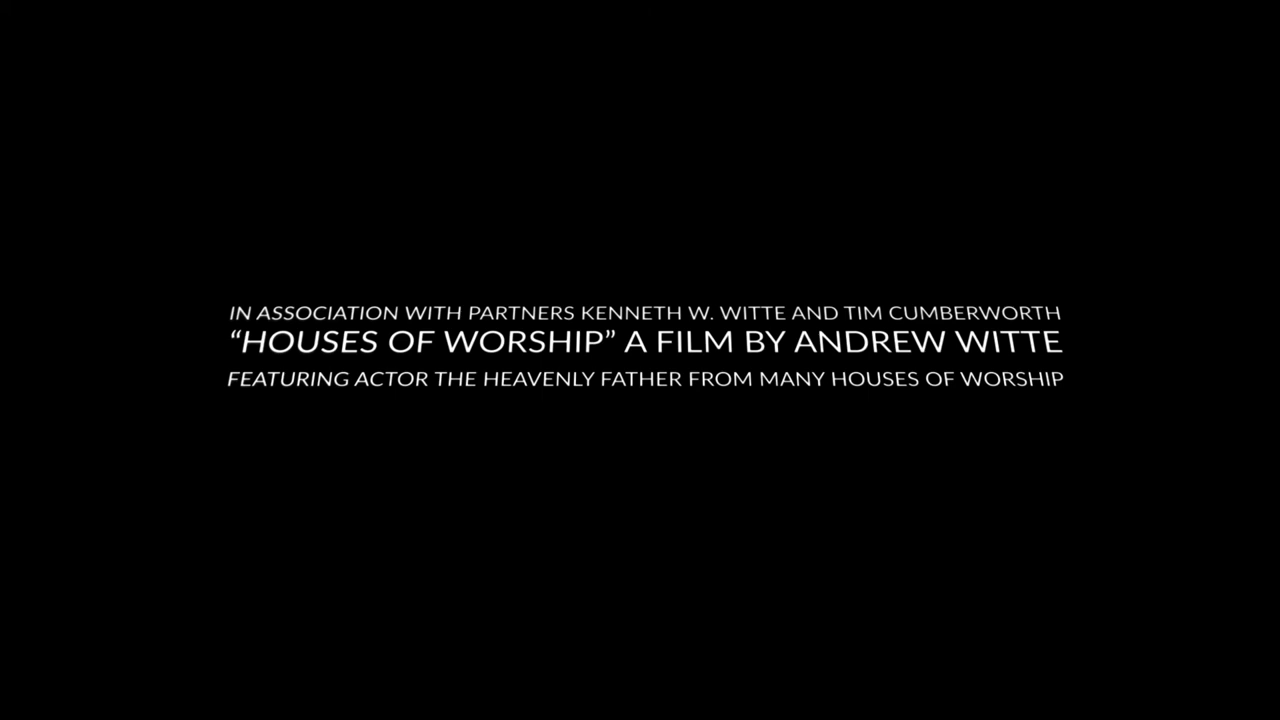 IN ASSOCIATION WITH PARTNERS KENNETH W. WITTE AND TIM CUMBERWORTH
“HOUSES OF WORSHIP” A FILM BY ANDREW WITTE
FEATURING ACTOR THE HEAVENLY FATHER FROM MANY HOUSES OF WORSHIP